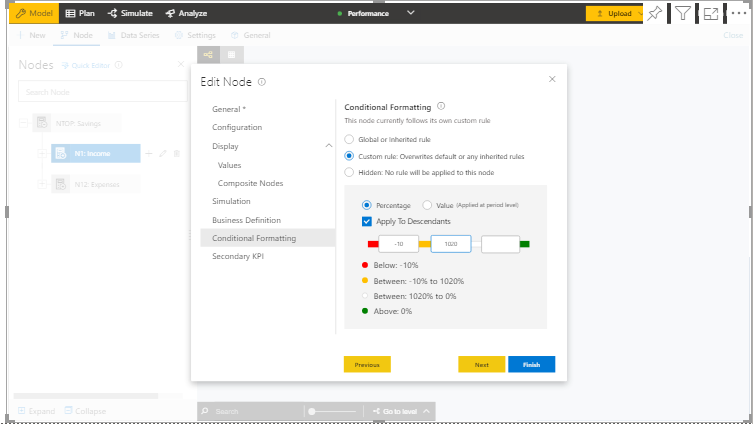 Model Plan Simulate Analyze Performance Upload
New Node Data Series Settings General Close
Nodes Quick Editor
Search Node
NTOP: Savings
N1: Income
N12: Expenses
Edit Node
General *
Configuration
Display
Values
Composite Nodes
Simulation
Business Definition
Conditional Formatting
Secondary KPI
Conditional Formatting
This node currently follows its own custom rule
Global or Inherited rule
Custom rule: Overwrites default or any inherited rules
Hidden: No rule will be applied to this node
Percentage Value (Applied at period level)
Apply To Descendants
-10 1020
Below: -10%
Between: -10% to 1020%
Between: 1020% to 0%
Above: 0%
Previous Next Finish
Expand Collapse Search Go to level